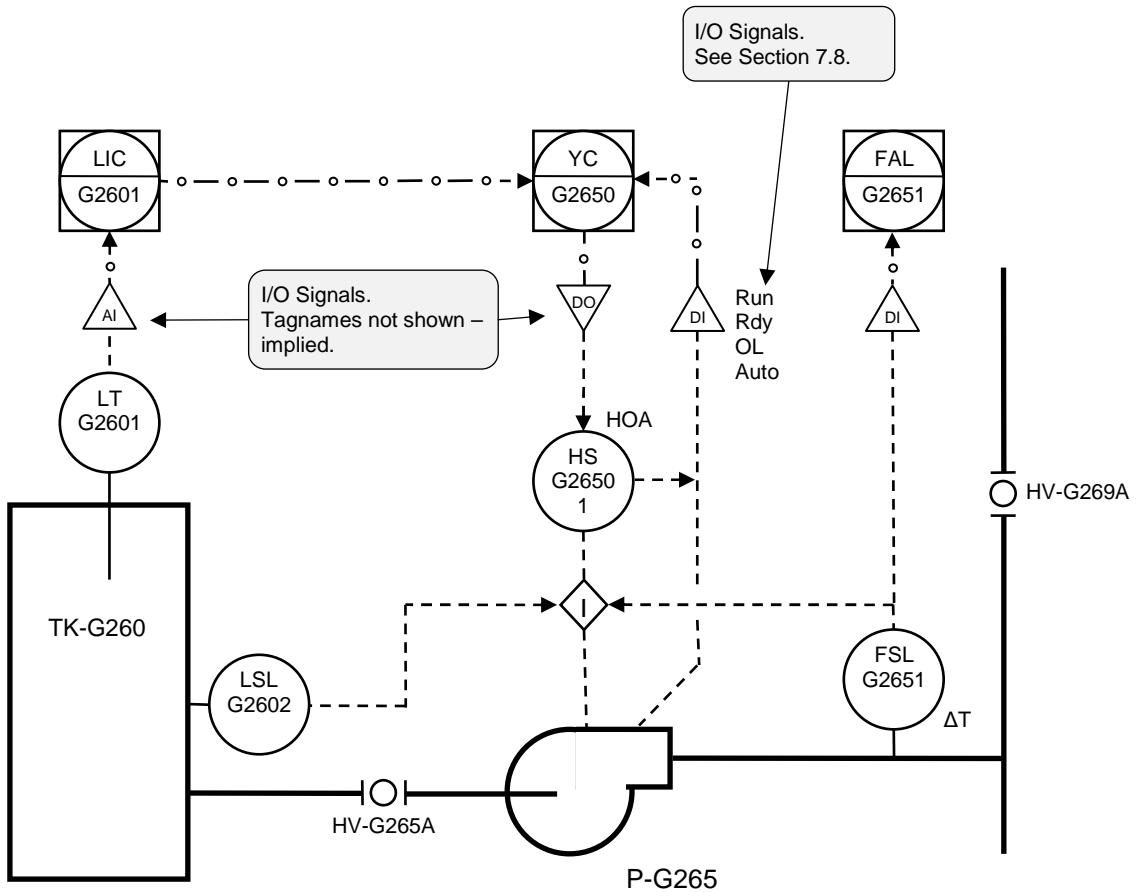 I/O Signals.
See Section 7.8.
LIC
G2601
YC
G2650
FAL
G2651
I/O Signals.
Tagnames not shown –
implied.
AI
DO
DI
Run
Rdy
OL
Auto
DI
LT
G2601
HOA
HS
G2650
1
HV-G269A
I
TK-G260
LSL
G2602
FSL
G2651
ΔT
HV-G265A
P-G265